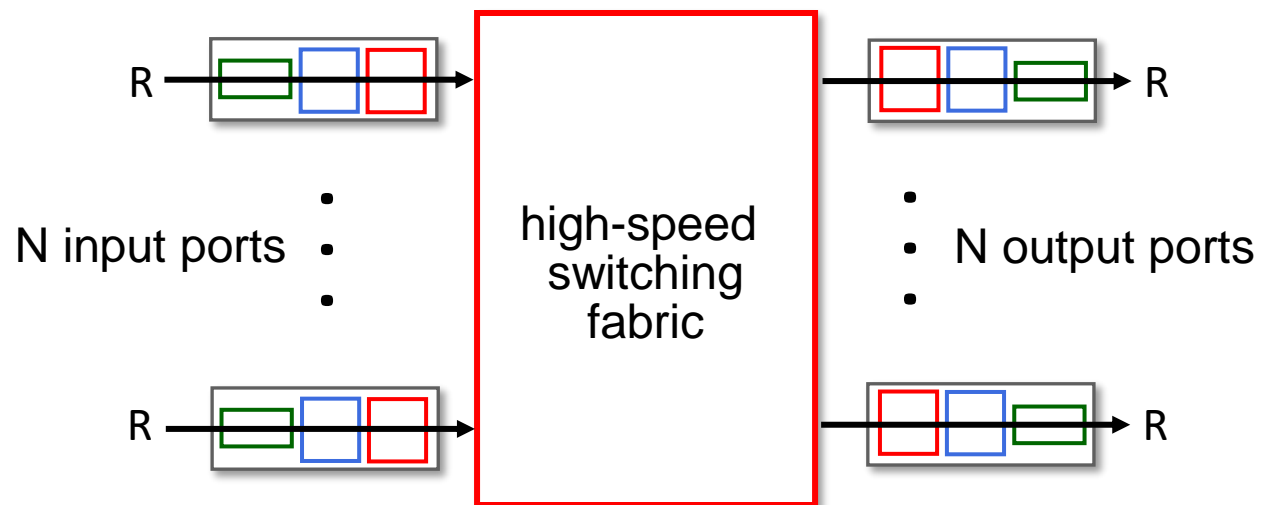 R
R
N input ports
high-speed
switching
fabric
N output ports
R
R